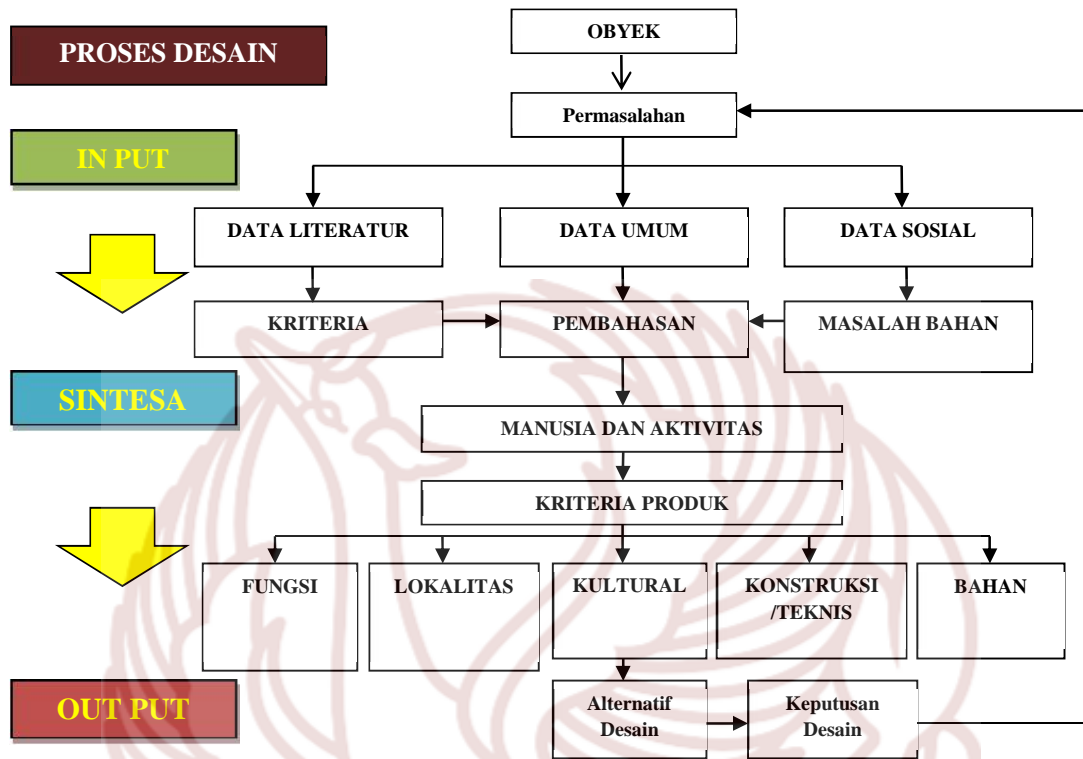 PROSES DESAIN
OBYEK
Permasalahan
IN PUT
DATA LITERATUR
DATA UMUM
DATA SOSIAL
KRITERIA
PEMBAHASAN
MASALAH BAHAN
SINTESA
MANUSIA DAN AKTIVITAS
KRITERIA PRODUK
FUNGSI
LOKALITAS
KULTURAL
KONSTRUKSI
/TEKNIS
BAHAN
OUT PUT
Alternatif
Desain
Keputusan
Desain